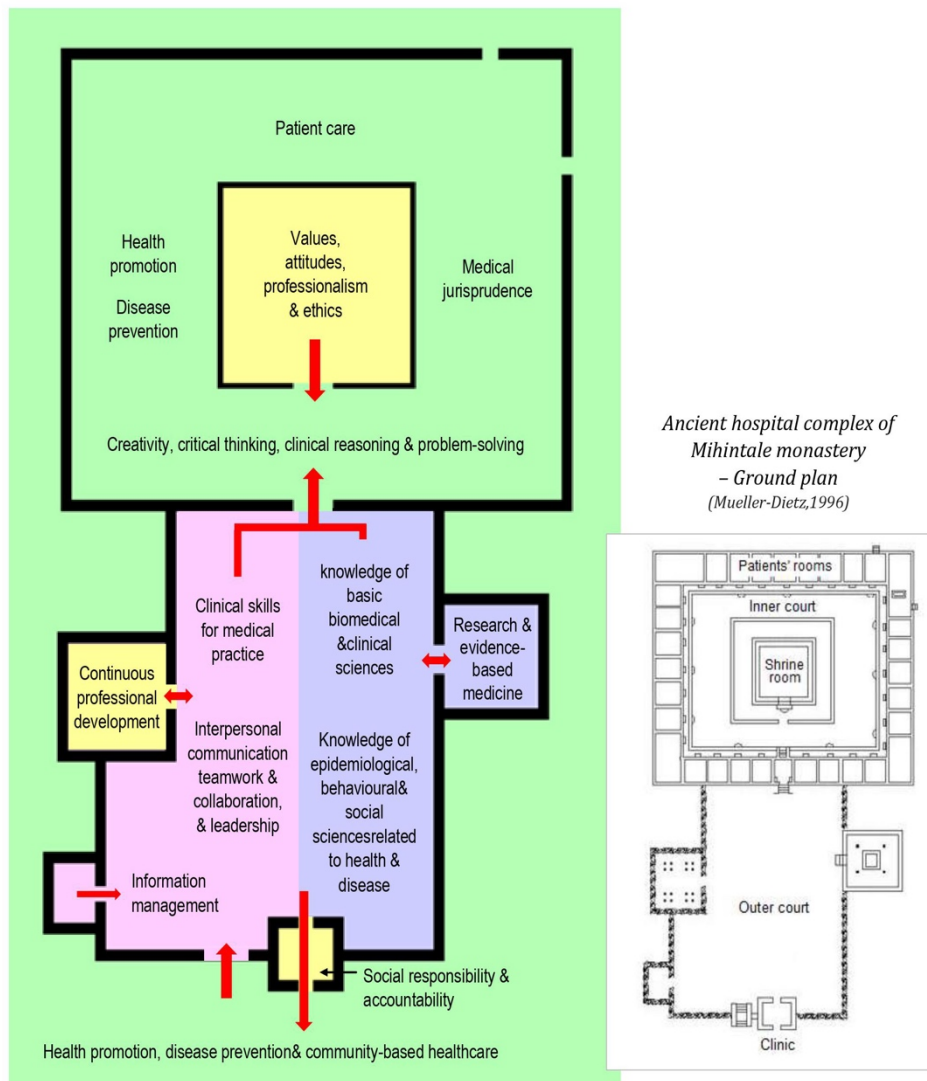 Patient care
Health
promotion
Disease
prevention
Values,
attitudes,
professionalism
& ethics
Medical
jurisprudence
Creativity, critical thinking, clinical reasoning & problem-solving
Clinical skills
for medical
practice
knowledge of
basic
biomedical
&clinical
sciences
Research &
evidence-
based
medicine
Continuous
professional
development
Interpersonal
communication
teamwork &
collaboration,
& leadership
Knowledge of
epidemiological,
behavioural&
social
sciencesrelated
to health &
disease
Information
management
Social responsibility &
accountability
Health promotion, disease prevention& community-based healthcare
Ancient hospital complex of
Mihintale monastery
– Ground plan
(Mueller-Dietz,1996)
Patients' rooms
Inner court
Shrine
room
Outer court
Clinic